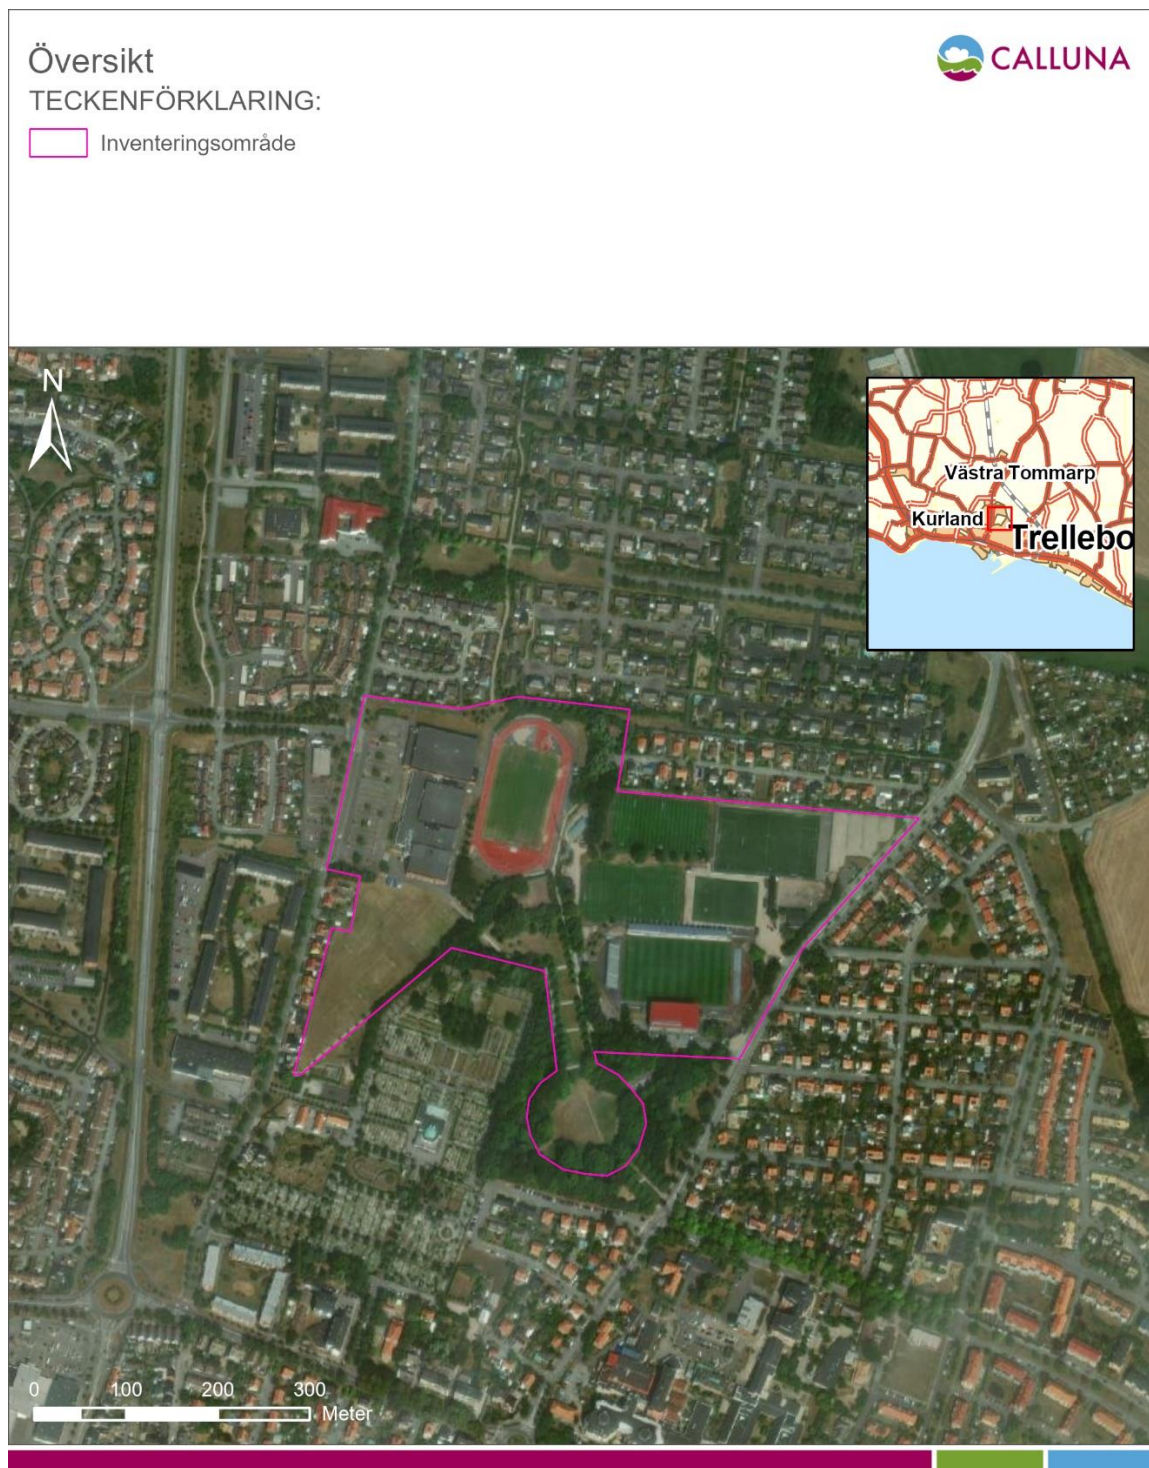 Översikt
CALLUNA
TECKENFÖRKLARING:
Inventeringsområde
N
Västra Tommarp
Kurland
Trellebo
0 100 200 300
Meter